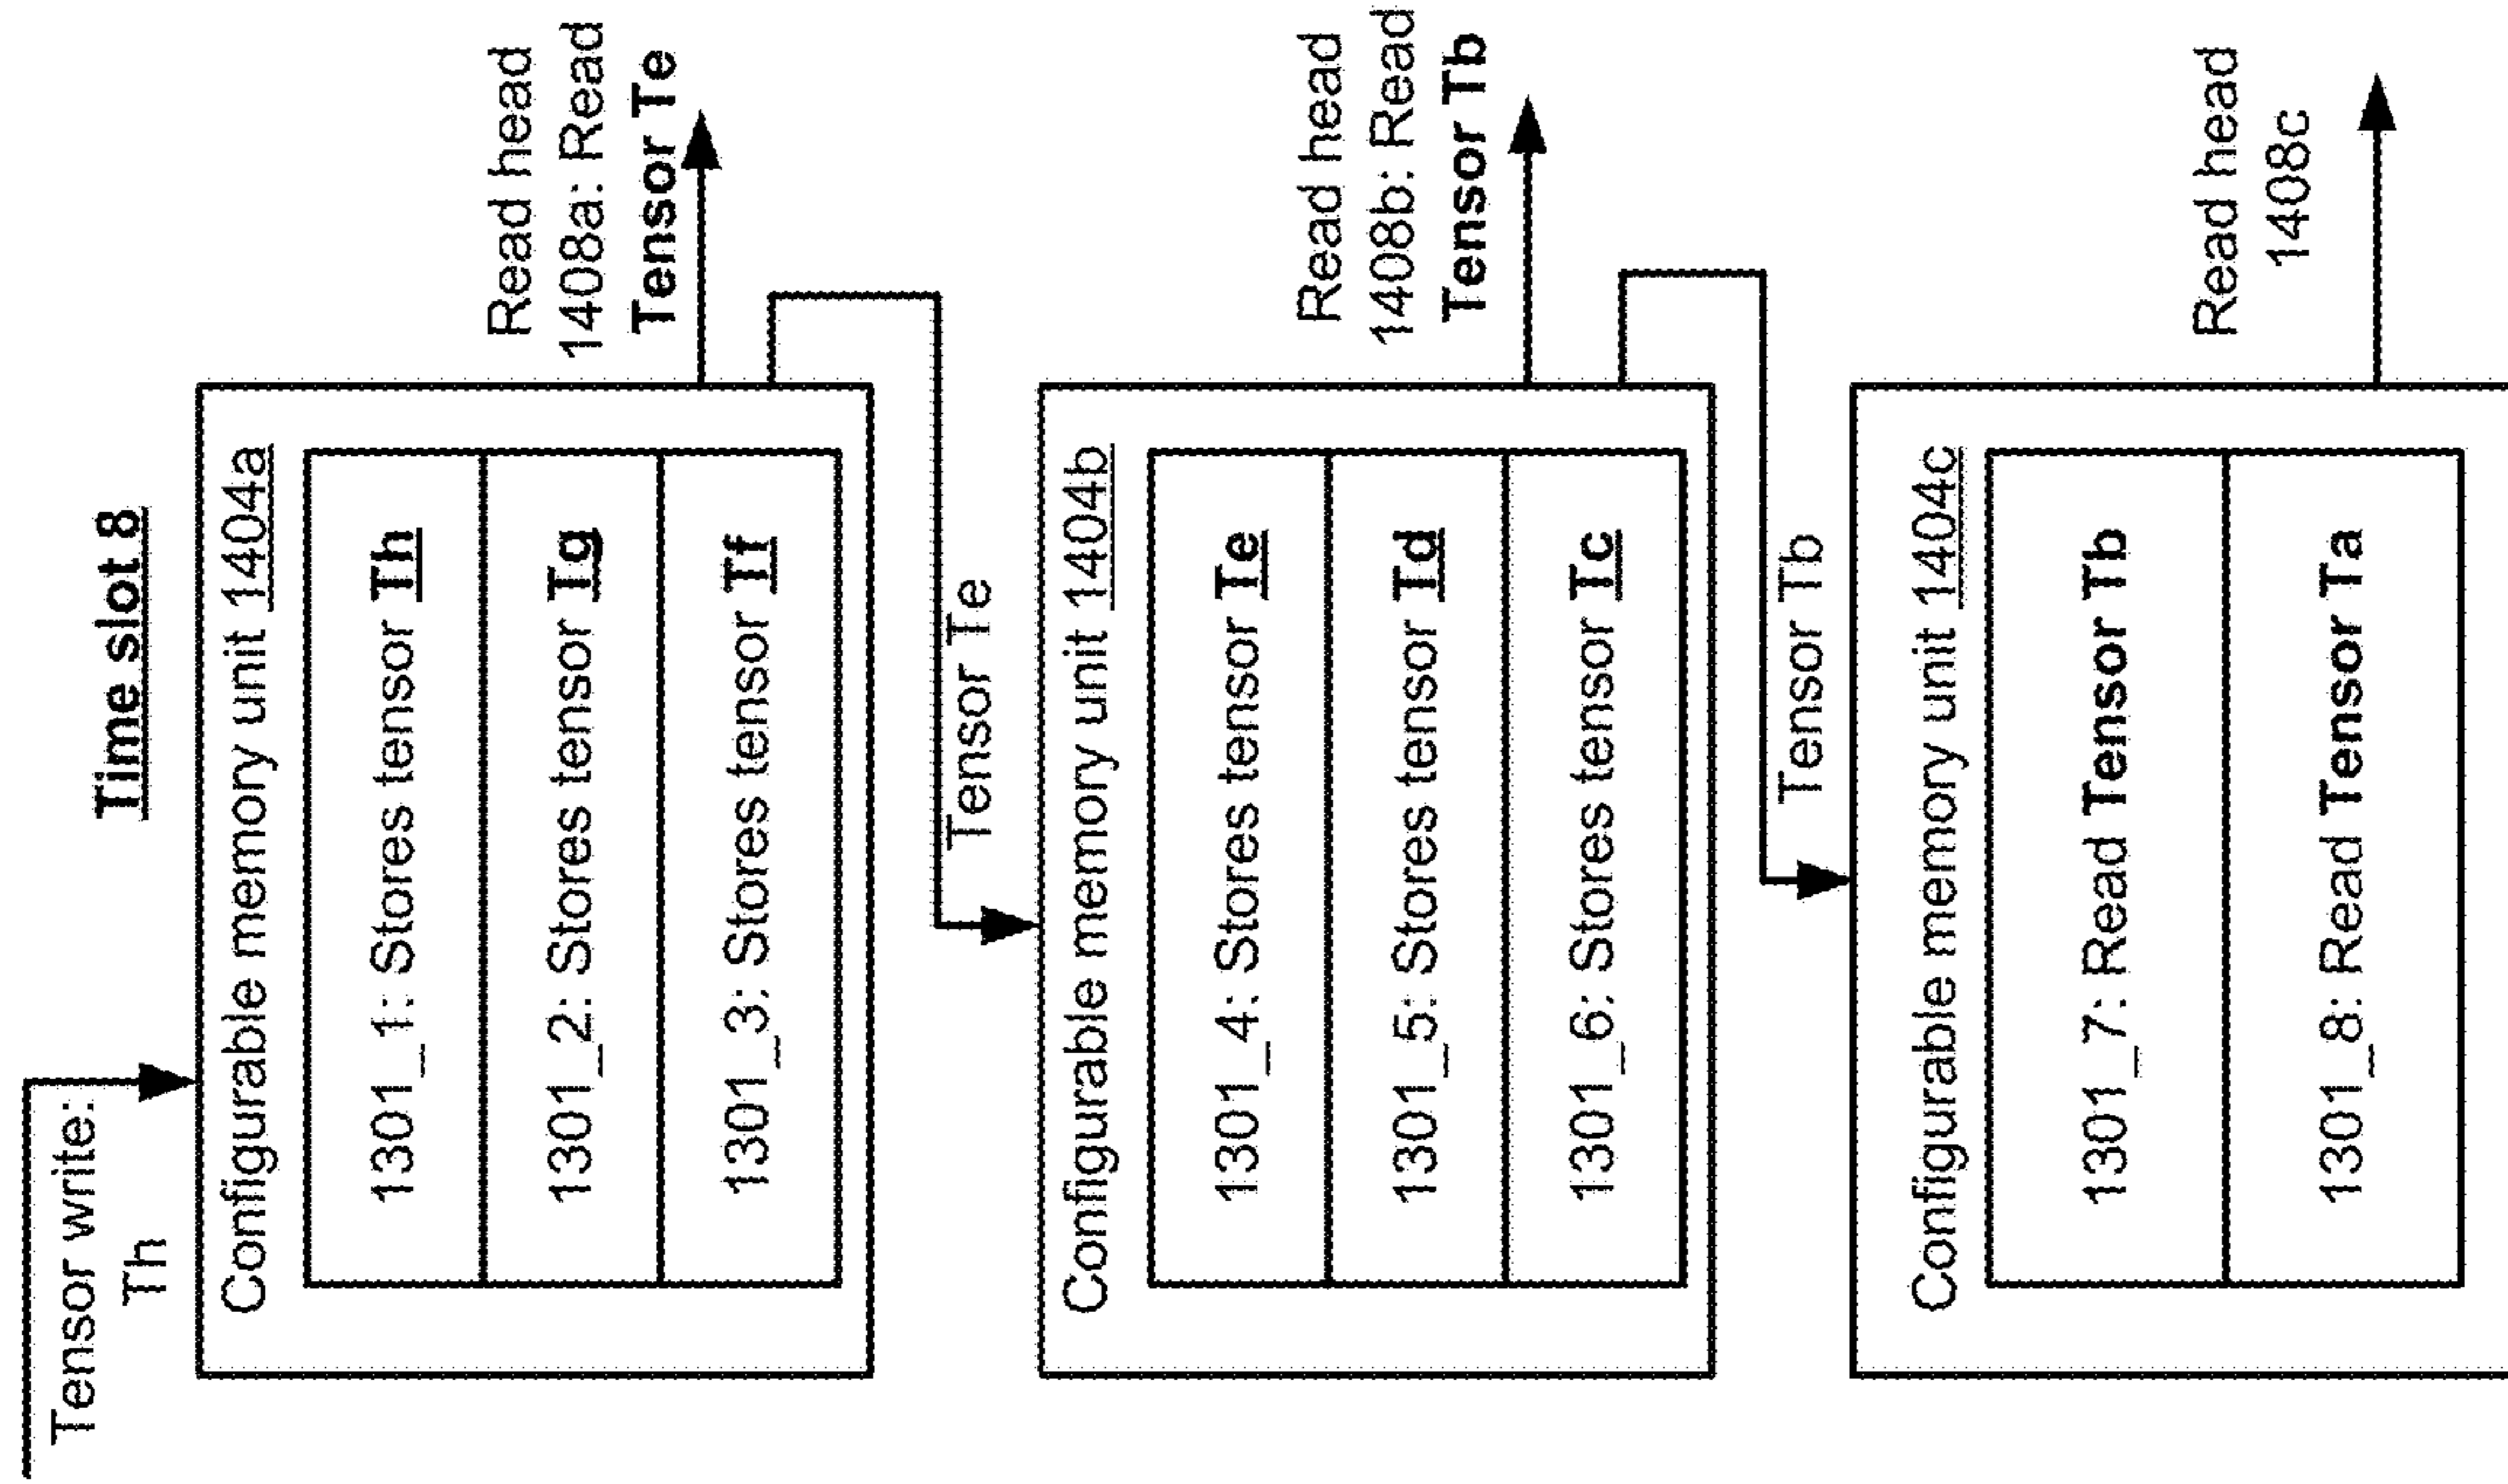 Time slot 8
Tensor write:
Th
Configurable memory unit 1404a
1301_1: Stores tensor Th
1301_2: Stores tensor Tg
1301_3: Stores tensor Tf
Read head
1408a: Read
Tensor Te
Tensor Te
Configurable memory unit 1404b
1301_4: Stores tensor Te
1301_5: Stores tensor Td
1301_6: Stores tensor Tc
Read head
1408b: Read
Tensor Tb
Tensor Tb
Configurable memory unit 1404c
1301_7: Read Tensor Tb
1301_8: Read Tensor Ta
Read head
1408c